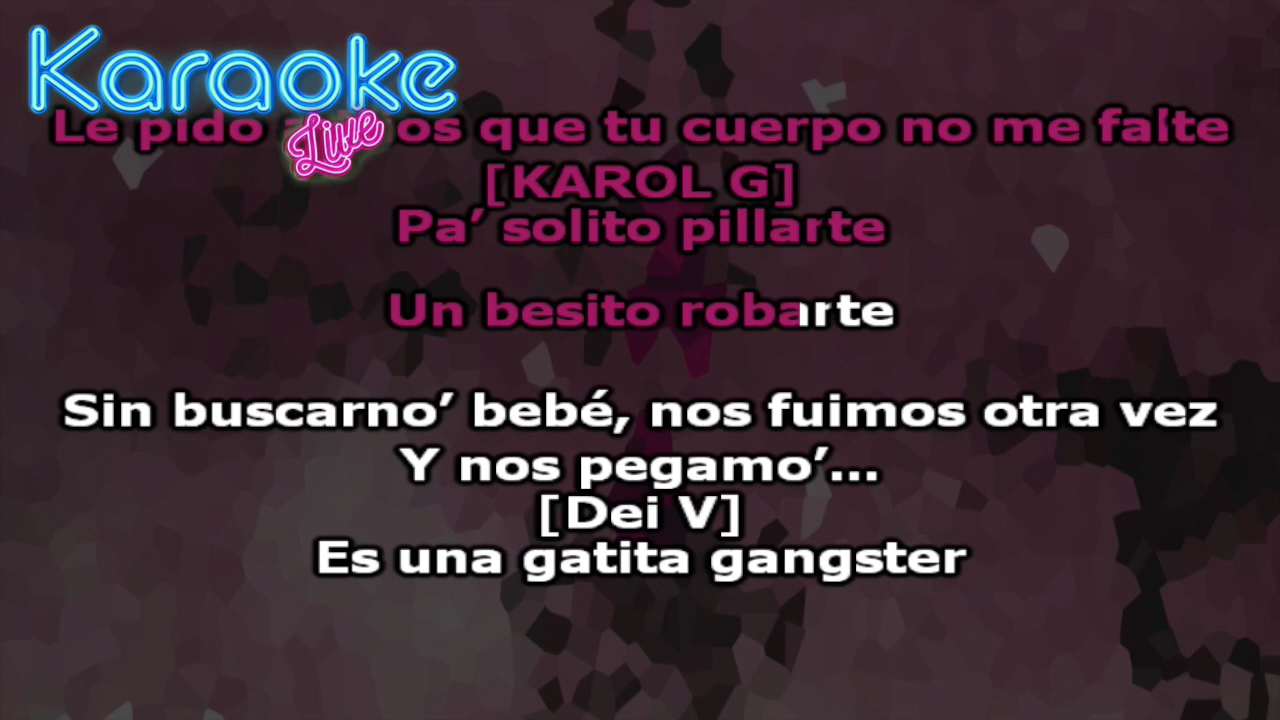 Karaoke
Live
Le pido os que tu cuerpo no me falte
[KAROL G]
Pa’ solito pillarte
Un besito robarte
Sin buscarno’ bebé, nos fuimos otra vez
Y nos pegamo’...
[Dei V]
Es una gatita gangster